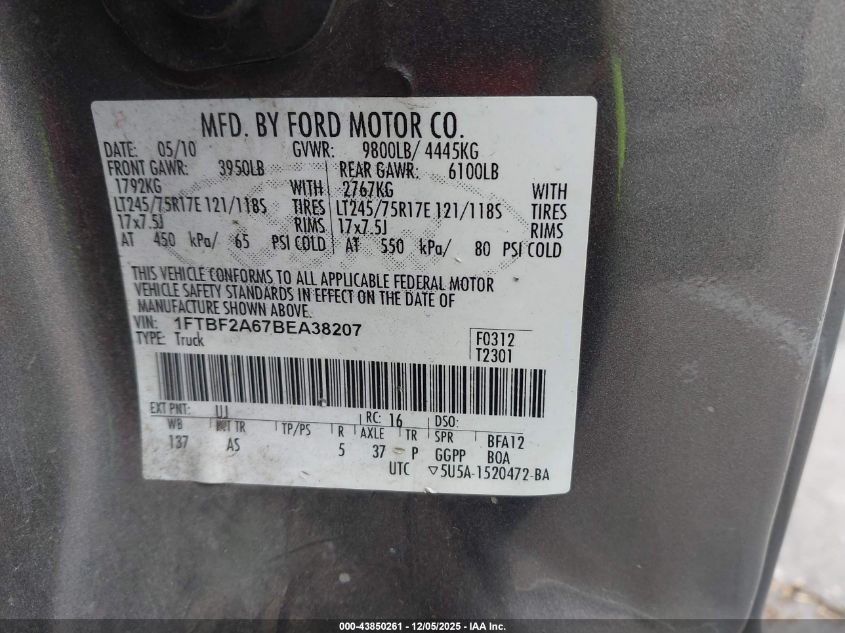 MFD. BY FORD MOTOR CO.
DATE: 05/10 GVWR: 9800LB/ 4445KG
FRONT GAWR: 3950LB REAR GAWR: 6100LB
1792KG WITH 2767KG WITH
LT245/75R17E 121/118S TIRES LT245/75R17E 121/118S TIRES
17x7.5J RIMS 17x7.5J RIMS
AT 450 kPa/ 65 PSI COLD AT 550 kPa/ 80 PSI COLD
THIS VEHICLE CONFORMS TO ALL APPLICABLE FEDERAL MOTOR
VEHICLE SAFETY STANDARDS IN EFFECT ON THE DATE OF
MANUFACTURE SHOWN ABOVE.
VIN: 1FTBF2A67BEA38207
TYPE: Truck F0312
T2301
EXT PNT: UJ RC: 16 DSO:
WB INT TR TP/PS R AXLE TR SPR BFA12
137 AS 5 37 P GGPP BOA
UTC ▽5U5A-1520472-BA
000-43850261 - 12/05/2025 - IAA Inc.